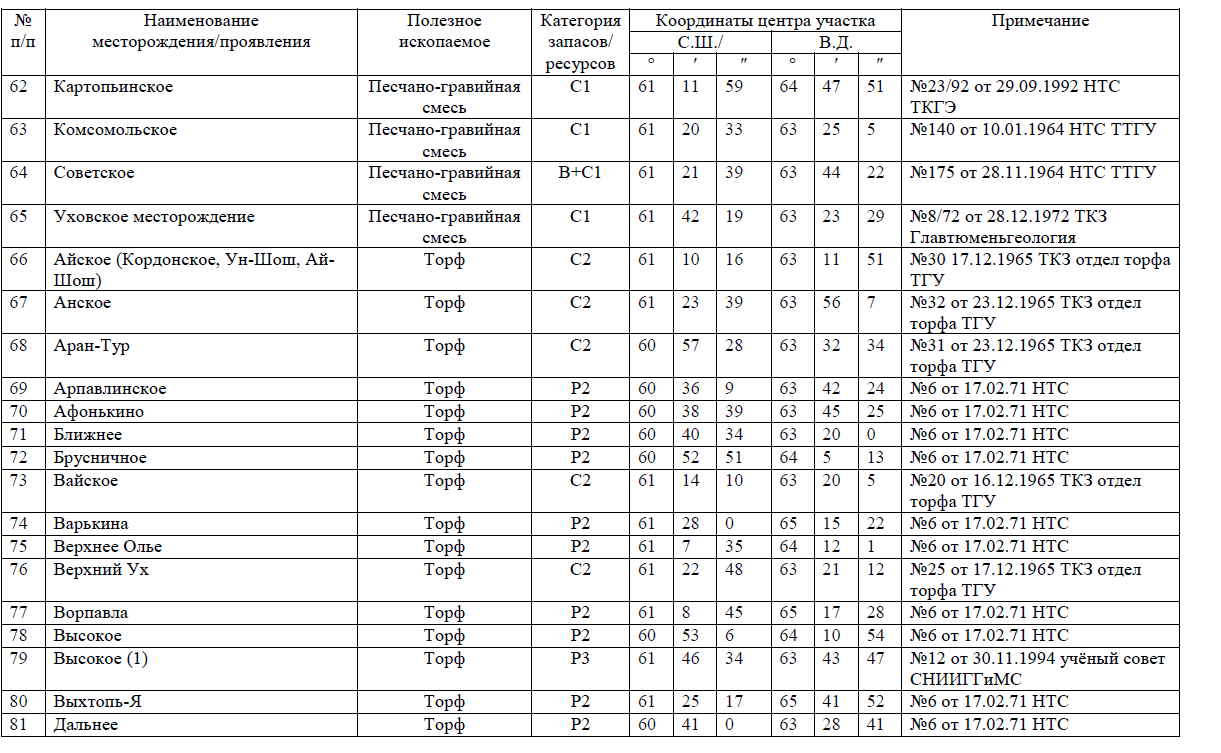 № п/п Наименование месторождения/проявления Полезное ископаемое Категория запасов/ ресурсов Координаты центра участка Примечание
С.Ш./ В.Д.
° ′ ″ ° ′ ″
62 Картопьинское Песчано-гравийная смесь С1 61 11 59 64 47 51 №23/92 от 29.09.1992 НТС ТКГЭ
63 Комсомольское Песчано-гравийная смесь С1 61 20 33 63 25 5 №140 от 10.01.1964 НТС ТТГУ
64 Советское Песчано-гравийная смесь В+С1 61 21 39 63 44 22 №175 от 28.11.1964 НТС ТТГУ
65 Уховское месторождение Песчано-гравийная смесь С1 61 42 19 63 23 29 №8/72 от 28.12.1972 ТКЗ Главтюменьгеология
66 Айское (Кордонское, Ун-Шош, Ай-Шош) Торф С2 61 10 16 63 11 51 №30 17.12.1965 ТКЗ отдел торфа ТГУ
67 Анское Торф С2 61 23 39 63 56 7 №32 от 23.12.1965 ТКЗ отдел торфа ТГУ
68 Аран-Тур Торф С2 60 57 28 63 32 34 №31 от 23.12.1965 ТКЗ отдел торфа ТГУ
69 Арпавлинское Торф Р2 60 36 9 63 42 24 №6 от 17.02.71 НТС
70 Афонькино Торф Р2 60 38 39 63 45 25 №6 от 17.02.71 НТС
71 Ближнее Торф Р2 60 40 34 63 20 0 №6 от 17.02.71 НТС
72 Брусничное Торф Р2 60 52 51 64 5 13 №6 от 17.02.71 НТС
73 Вайское Торф С2 61 14 10 63 20 5 №20 от 16.12.1965 ТКЗ отдел торфа ТГУ
74 Варькина Торф Р2 61 28 0 65 15 22 №6 от 17.02.71 НТС
75 Верхнее Олье Торф Р2 61 7 35 64 12 1 №6 от 17.02.71 НТС
76 Верхний Ух Торф С2 61 22 48 63 21 12 №25 от 17.12.1965 ТКЗ отдел торфа ТГУ
77 Ворпавла Торф Р2 61 8 45 65 17 28 №6 от 17.02.71 НТС
78 Высокое Торф Р2 60 53 6 64 10 54 №6 от 17.02.71 НТС
79 Высокое (1) Торф Р3 61 46 34 63 43 47 №12 от 30.11.1994 учёный совет СНИИГГиМС
80 Выхтопь-Я Торф Р2 61 25 17 65 41 52 №6 от 17.02.71 НТС
81 Дальнее Торф Р2 60 41 0 63 28 41 №6 от 17.02.71 НТС